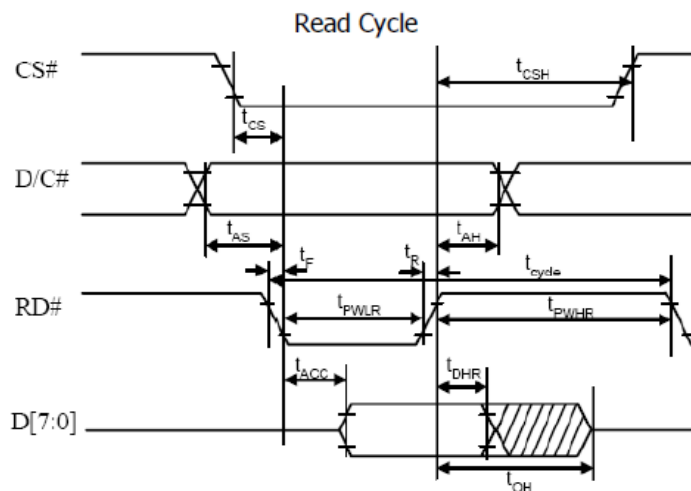 Read Cycle
CS#
tCSH
tCS
D/C#
tAS
tAH
tF
tR
tcycle
RD#
tPWLR
tPWHR
tACC
tDHR
D[7:0]
tOH